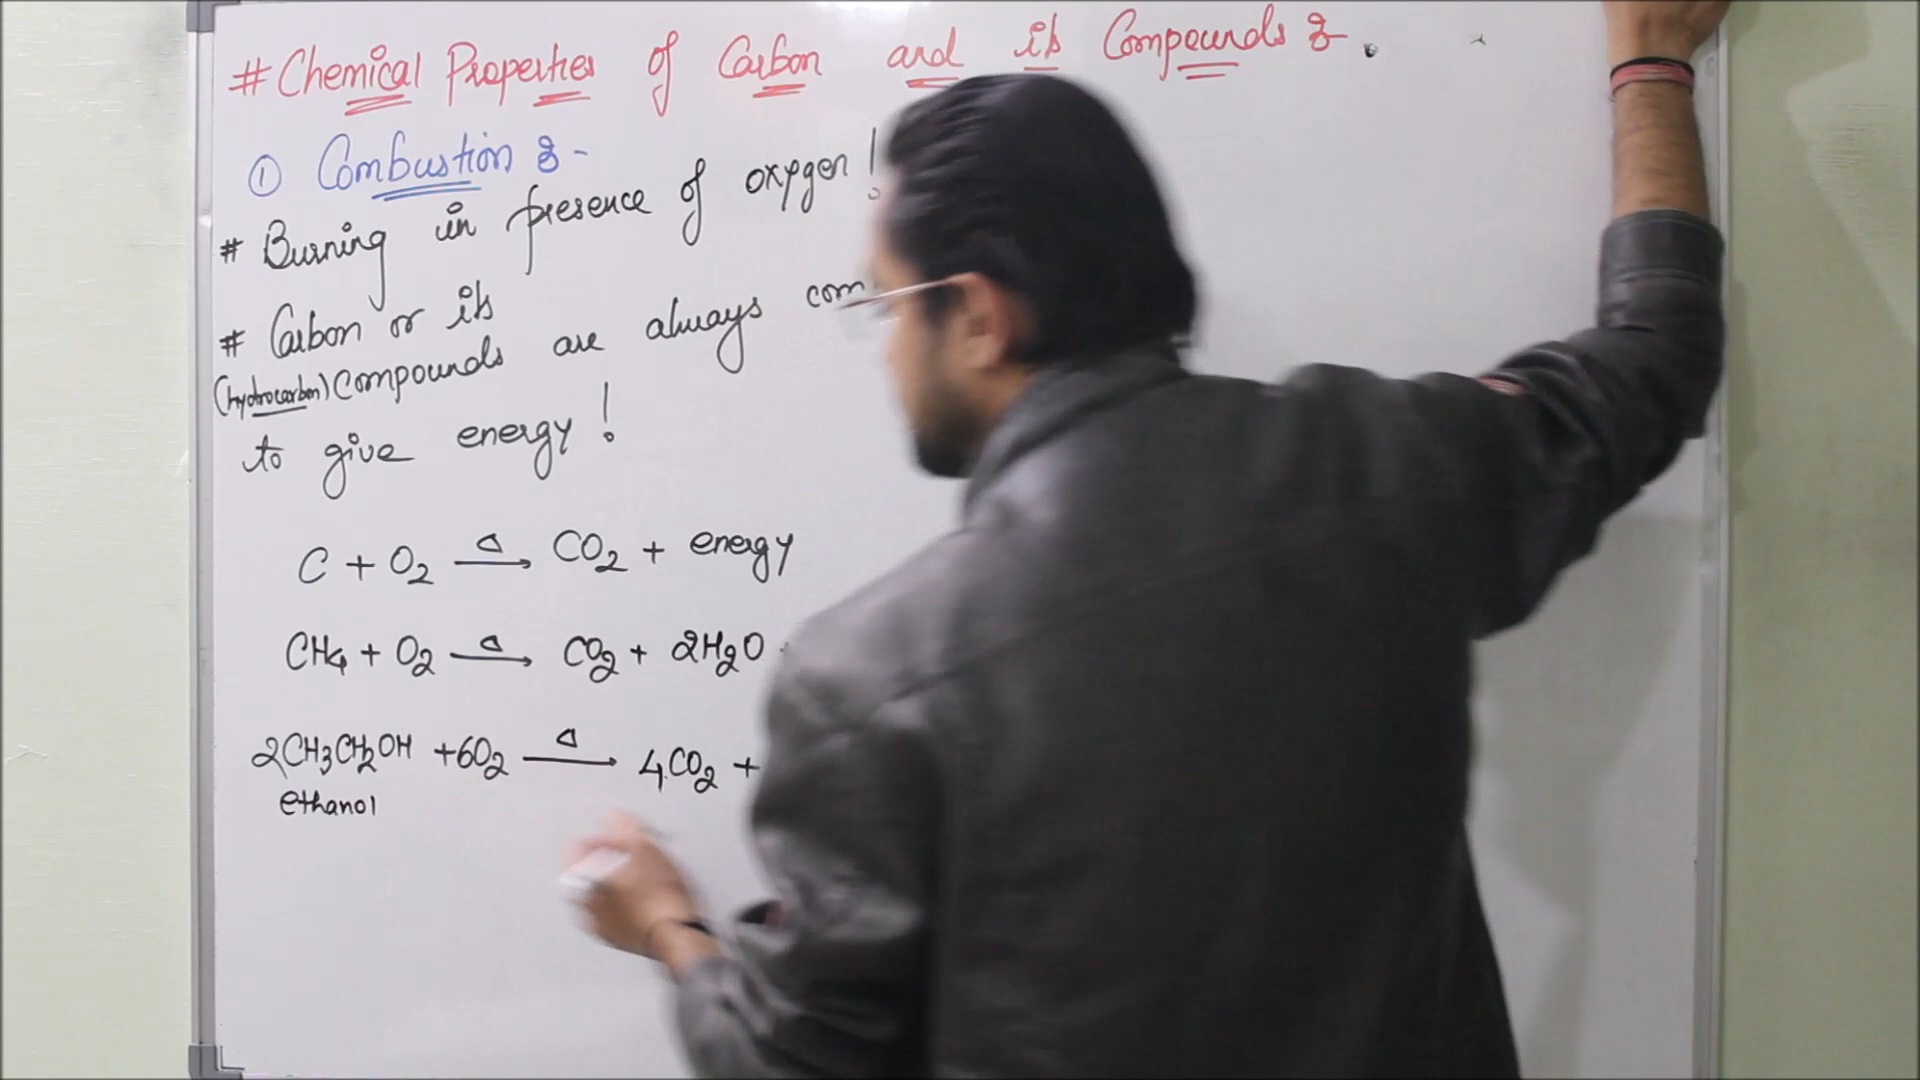 # Chemical Properties of Carbon and its Compounds :-
① Combustion :-
# Burning in presence of oxygen!
# Carbon or its
(hydrocarbon) compounds are always com
to give energy!
C + O₂ —Δ→ CO₂ + energy
CH₄ + O₂ —Δ→ CO₂ + 2H₂O
2CH₃CH₂OH + 6O₂ —Δ→ 4CO₂ +
ethanol